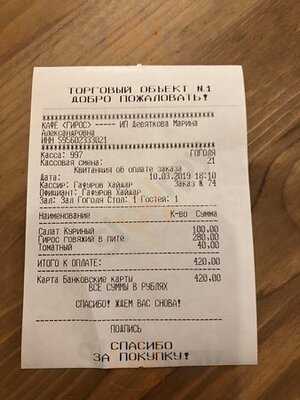 ТОРГОВЫЙ ОБЪЕКТ N.1
ДОБРО ПОЖАЛОВАТЬ!
КАФЕ <ГИРОС> ----- ИП Девяткова Марина
Александровна
ИНН 595602333021
Касса: 997 ГОГОЛЯ
Кассовая смена: 21
Квитанция об оплате заказа
Дата: 10.03.2019 18:10
Кассир: Гафуров Хайдар Заказ № 74
Официант: Гафуров Хайдар
Зал: Зал Гоголя Стол: 1 Гостей: 1
Наименование К-во Сумма
Салат Куриный 100.00
Гирос говяжий в пите 280.00
Томатный 40.00
ИТОГО К ОПЛАТЕ: 420.00
Карта Банковские карты 420.00
ВСЕ СУММЫ В РУБЛЯХ
СПАСИБО! ЖДЕМ ВАС СНОВА!
ПОДПИСЬ
СПАСИБО
ЗА ПОКУПКУ!